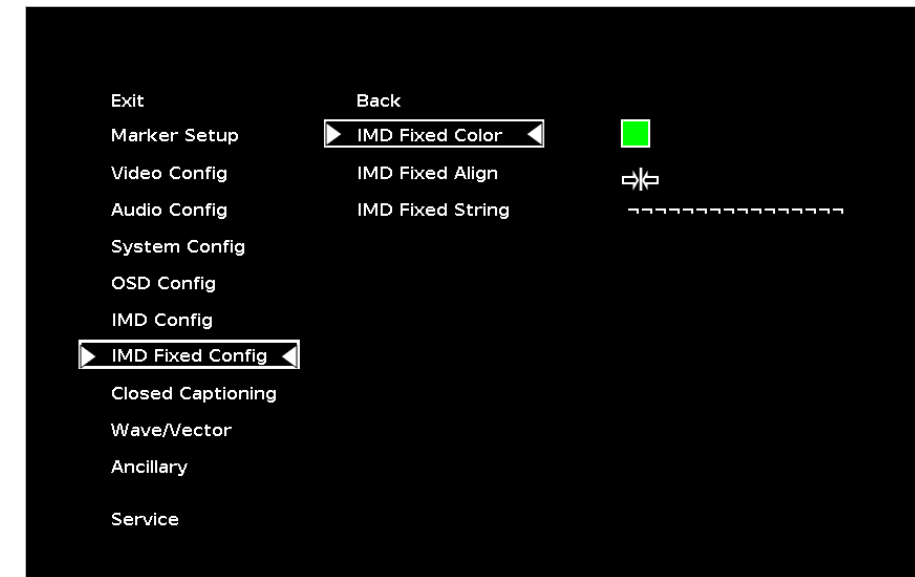 Exit
Back
Marker Setup
IMD Fixed Color
Video Config
IMD Fixed Align
Audio Config
IMD Fixed String
¬¬¬¬¬¬¬¬¬¬¬¬¬¬¬¬
System Config
OSD Config
IMD Config
IMD Fixed Config
Closed Captioning
Wave/Vector
Ancillary
Service